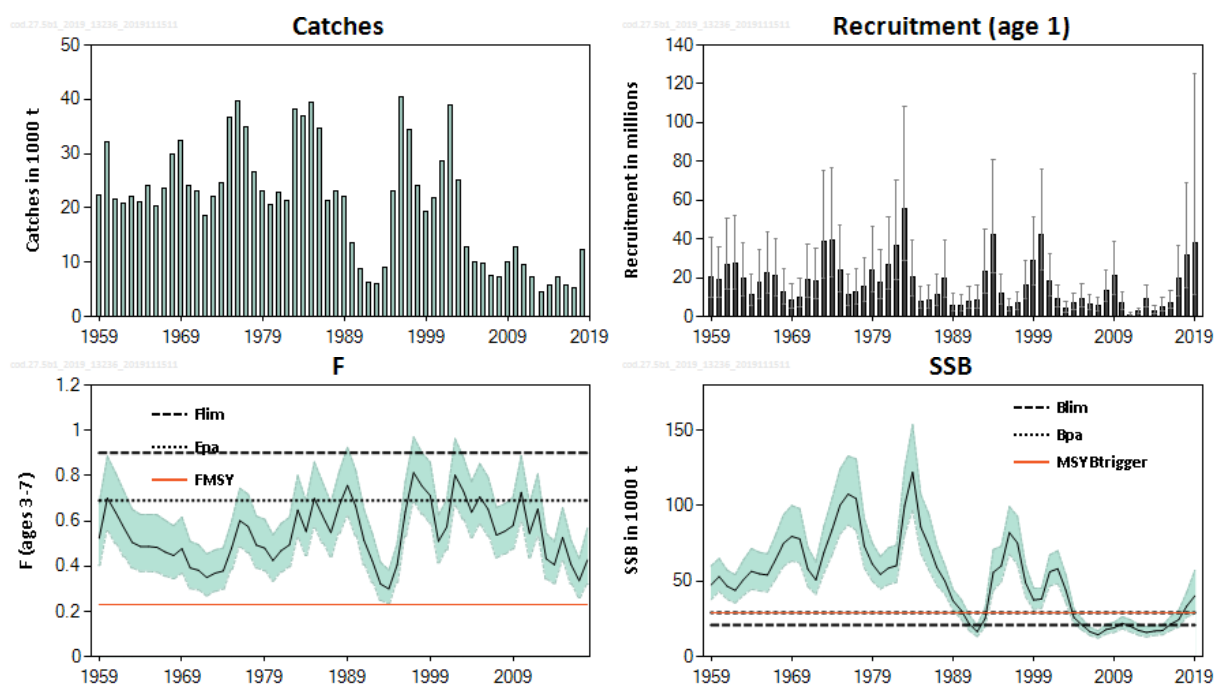 cod.27.5b1_2019_13236_2019111511
Catches
Catches in 1000 t
50
40
30
20
10
0
1959 1969 1979 1989 1999 2009 2019
cod.27.5b1_2019_13236_2019111511
Recruitment (age 1)
Recruitment in millions
140
120
100
80
60
40
20
0
1959 1969 1979 1989 1999 2009 2019
cod.27.5b1_2019_13236_2019111511
F
F (ages 3-7)
1.2
1
0.8
0.6
0.4
0.2
0
Flim
Fpa
FMSY
1959 1969 1979 1989 1999 2009
cod.27.5b1_2019_13236_2019111511
SSB
SSB in 1000 t
150
100
50
0
Blim
Bpa
MSYBtrigger
1959 1969 1979 1989 1999 2009 2019